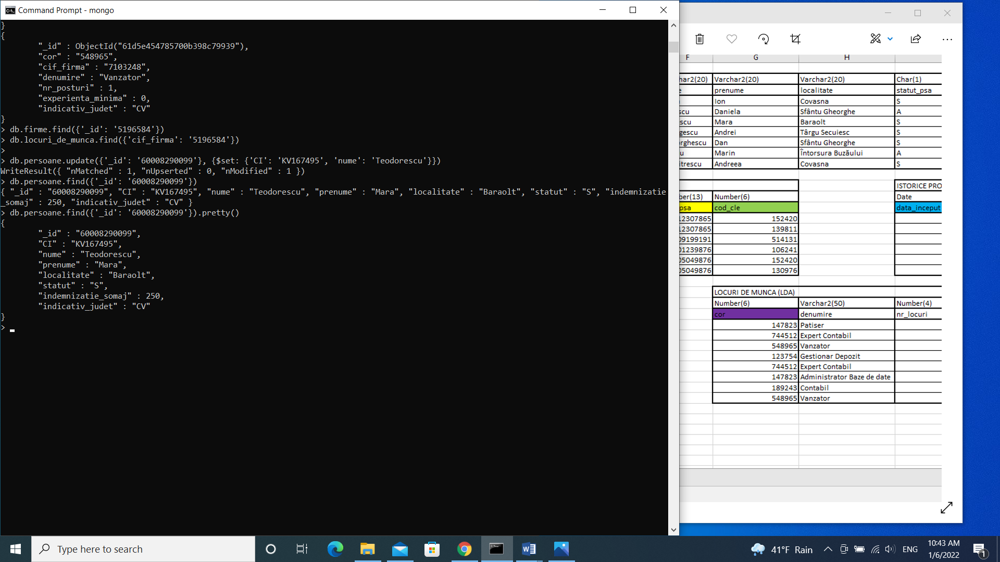 Command Prompt - mongo
}
{
"_id" : ObjectId("61d5e454785700b398c79939"),
"cor" : "548965",
"cif_firma" : "7103248",
"denumire" : "Vanzator",
"nr_posturi" : 1,
"experienta_minima" : 0,
"indicativ_judet" : "CV"
}
> db.firme.find({'_id': '5196584'})
> db.locuri_de_munca.find({'cif_firma': '5196584'})
>
> db.persoane.update({'_id': '60008290099'}, {$set: {'CI': 'KV167495', 'nume': 'Teodorescu'}})
WriteResult({ "nMatched" : 1, "nUpserted" : 0, "nModified" : 1 })
> db.persoane.find({'_id': '60008290099'})
{ "_id" : "60008290099", "CI" : "KV167495", "nume" : "Teodorescu", "prenume" : "Mara", "localitate" : "Baraolt", "statut" : "S", "indemnizatie
_somaj" : 250, "indicativ_judet" : "CV" }
> db.persoane.find({'_id': '60008290099'}).pretty()
{
"_id" : "60008290099",
"CI" : "KV167495",
"nume" : "Teodorescu",
"prenume" : "Mara",
"localitate" : "Baraolt",
"statut" : "S",
"indemnizatie_somaj" : 250,
"indicativ_judet" : "CV"
}
>
F G H
har2(20) Varchar2(20) Varchar2(20) Char(1)
e prenume localitate statut_psa
Ion Covasna S
scu Daniela Sfântu Gheorghe A
scu Mara Baraolt S
gescu Andrei Târgu Secuiesc S
rghescu Dan Sfântu Gheorghe S
u Marin Întorsura Buzăului A
itrescu Andreea Covasna S
ISTORICE PRO
ber(13) Number(6) Date
psa cod_cle data_inceput
12307865 152420
12307865 139811
09199191 514131
01239876 106241
05049876 152420
05049876 130976
LOCURI DE MUNCA (LDA)
Number(6) Varchar2(50) Number(4)
cor denumire nr_locuri
147823 Patiser
744512 Expert Contabil
548965 Vanzator
123754 Gestionar Depozit
744512 Expert Contabil
147823 Administrator Baze de date
189243 Contabil
548965 Vanzator
Type here to search
41°F Rain
ENG
10:43 AM
1/6/2022
1